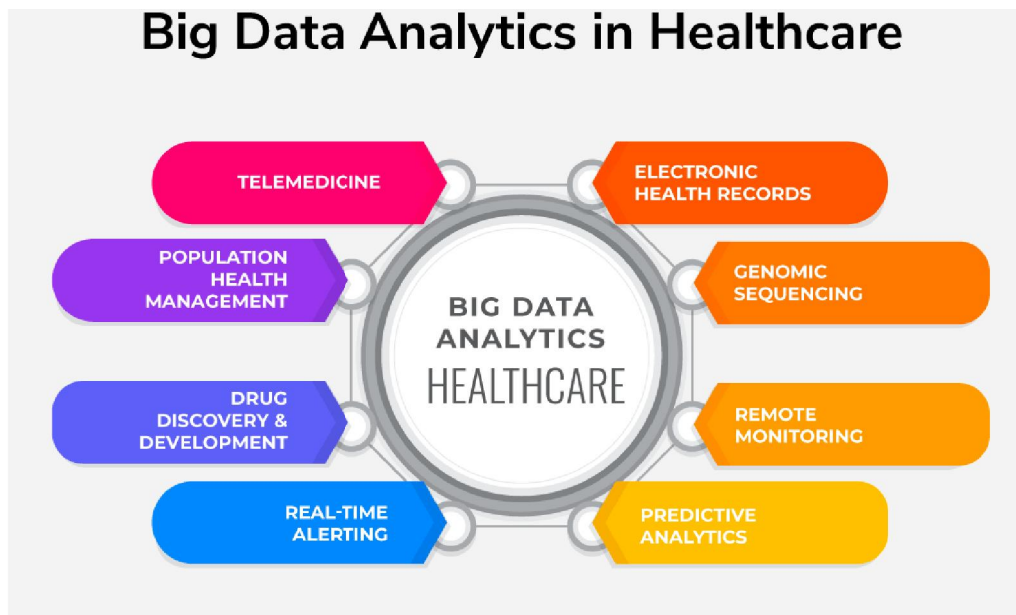 Big Data Analytics in Healthcare
TELEMEDICINE
ELECTRONIC
HEALTH RECORDS
POPULATION
HEALTH
MANAGEMENT
GENOMIC
SEQUENCING
BIG DATA
ANALYTICS
HEALTHCARE
DRUG
DISCOVERY &
DEVELOPMENT
REMOTE
MONITORING
REAL-TIME
ALERTING
PREDICTIVE
ANALYTICS